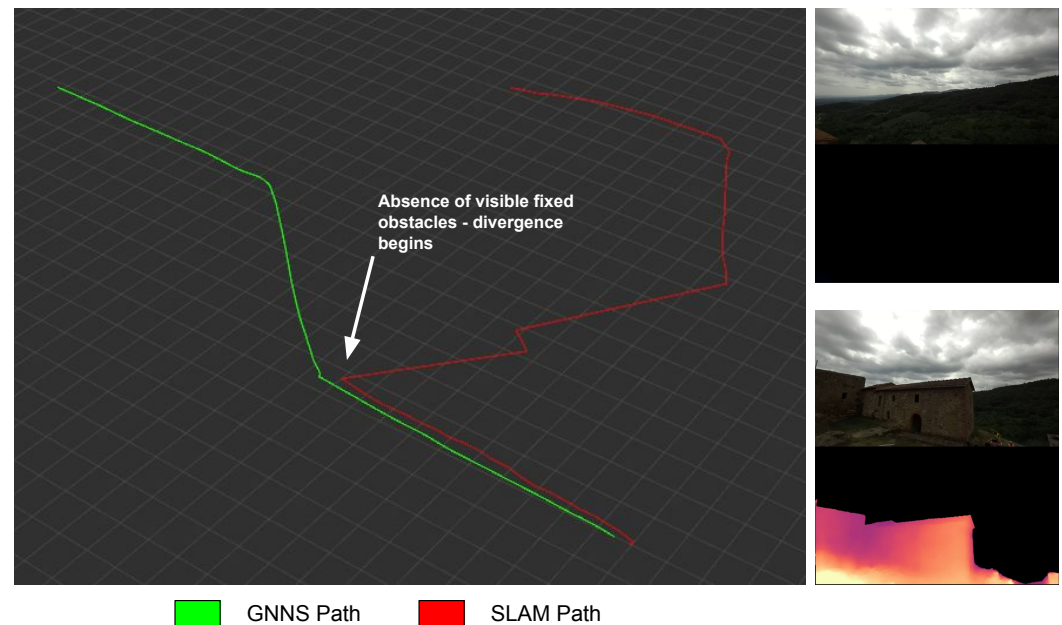 Absence of visible fixed
obstacles - divergence
begins
GNNS Path
SLAM Path